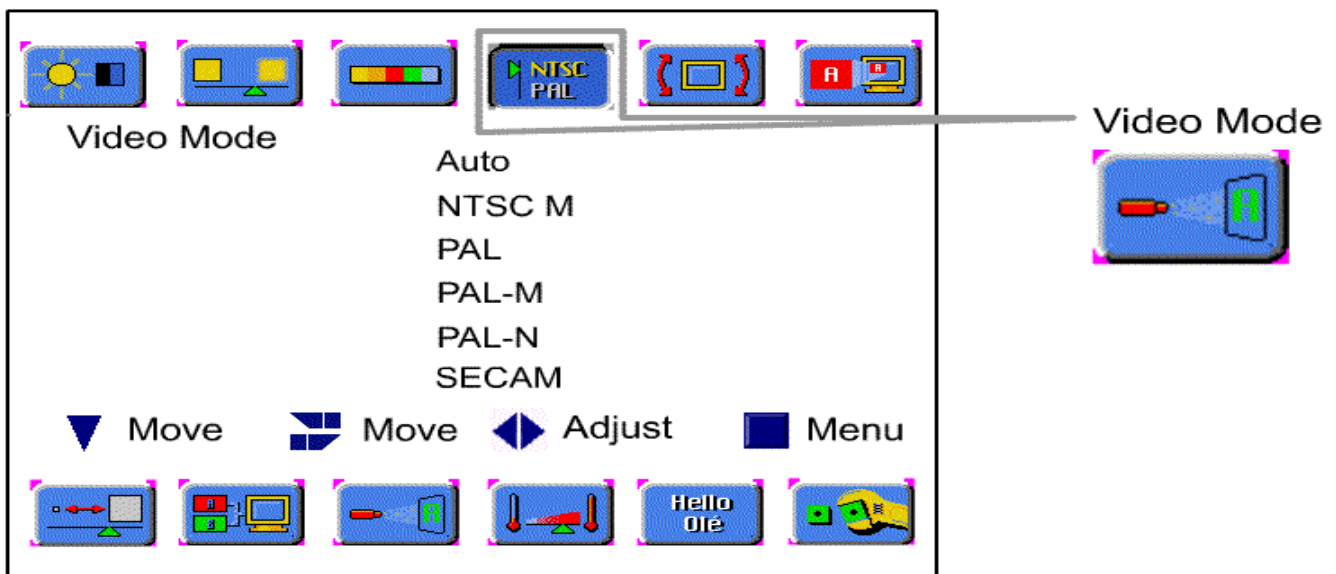 NTSC
PAL
A
A
Video Mode
Video Mode
Auto
NTSC M
PAL
PAL-M
PAL-N
SECAM
Move
Move
Adjust
Menu
A
Hello
Olé
A